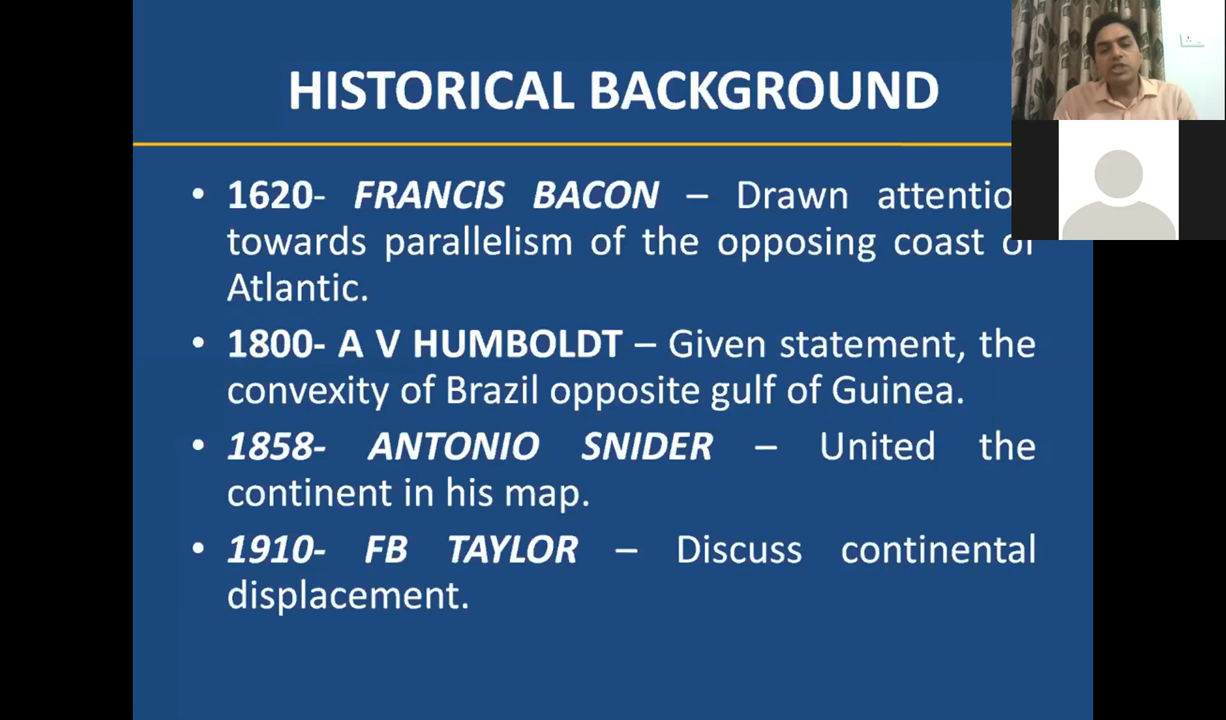 HISTORICAL BACKGROUND
• 1620- FRANCIS BACON – Drawn attentio
towards parallelism of the opposing coast of
Atlantic.
• 1800- A V HUMBOLDT – Given statement, the
convexity of Brazil opposite gulf of Guinea.
• 1858- ANTONIO SNIDER – United the
continent in his map.
• 1910- FB TAYLOR – Discuss continental
displacement.